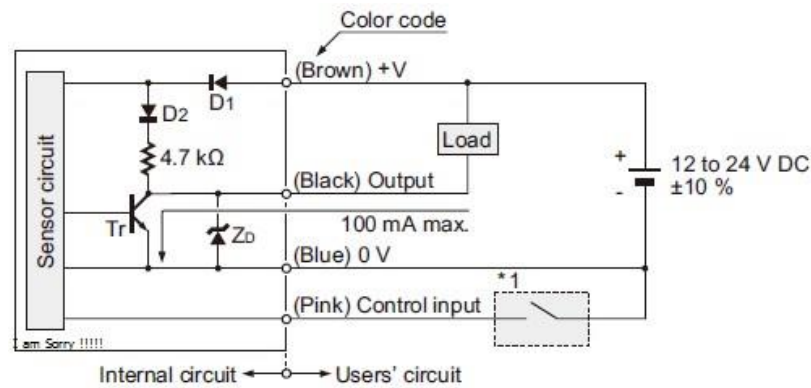 Color code
(Brown) +V
D1
D2
4.7 kΩ
Load
+
12 to 24 V DC
-
±10 %
Sensor circuit
(Black) Output
Tr
ZD
100 mA max.
(Blue) 0 V
*1
(Pink) Control input
I am Sorry !!!!!
Internal circuit
Users' circuit